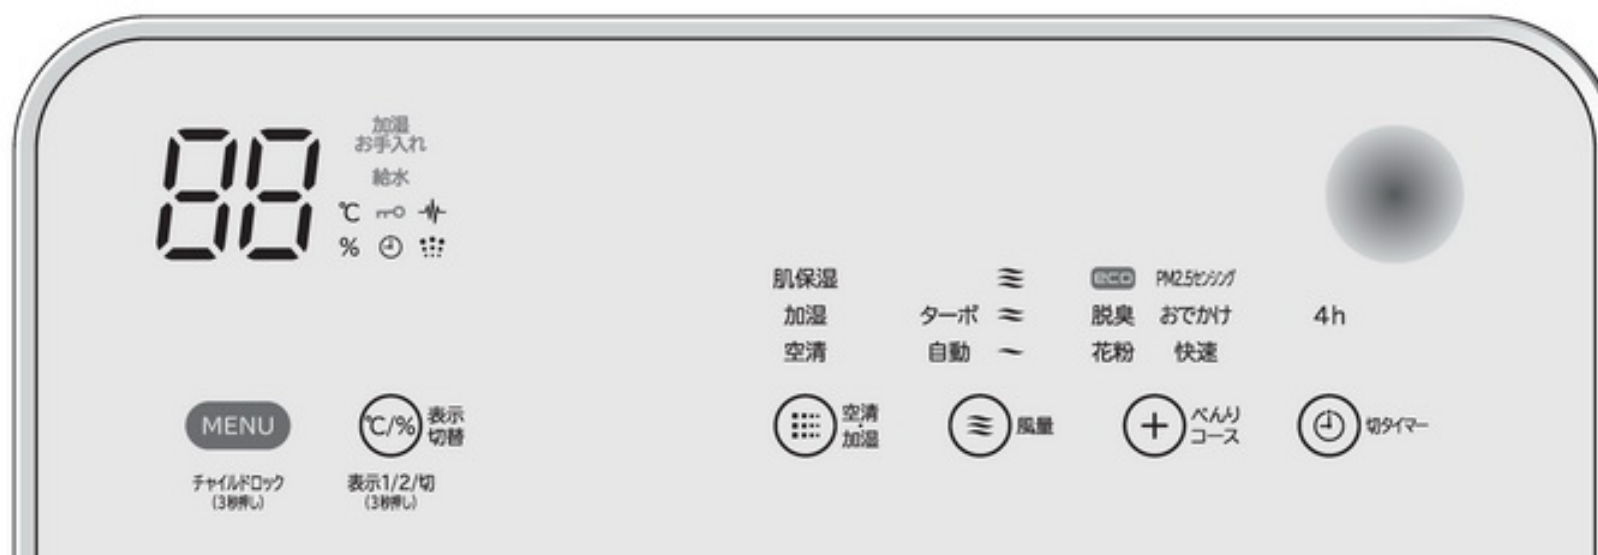 88
加湿
お手入れ
給水
℃
%
肌保湿 eco PM2.5センシング
加湿 ターボ 脱臭 おでかけ 4h
空清 自動 花粉 快速
MENU
℃/% 表示
切替
空清・
加湿
風量
べんり
コース
切タイマー
チャイルドロック
(3秒押し)
表示1/2/切
(3秒押し)